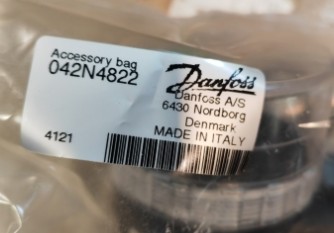 Accessory bag
042N4822
Danfoss
Danfoss A/S
6430 Nordborg
Denmark
MADE IN ITALY
4121